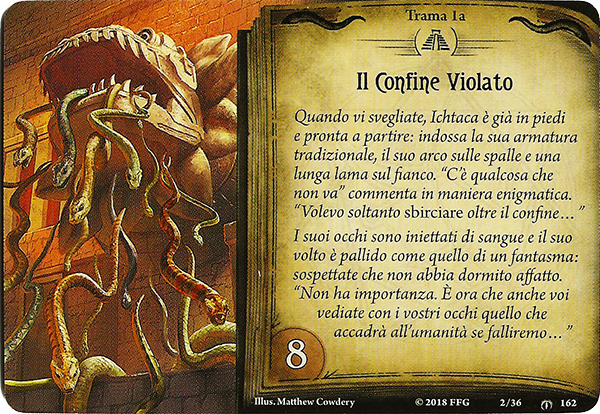 Trama 1a
Il Confine Violato
Quando vi svegliate, Ichtaca è già in piedi
e pronta a partire: indossa la sua armatura
tradizionale, il suo arco sulle spalle e una
lunga lama sul fianco. “C’è qualcosa che
non va” commenta in maniera enigmatica.
“Volevo soltanto sbirciare oltre il confine…”
I suoi occhi sono iniettati di sangue e il suo
volto è pallido come quello di un fantasma:
sospettate che non abbia dormito affatto.
“Non ha importanza. È ora che anche voi
vediate con i vostri occhi quello che
accadrà all’umanità se falliremo…”
8
Illus. Matthew Cowdery © 2018 FFG 2/36 162